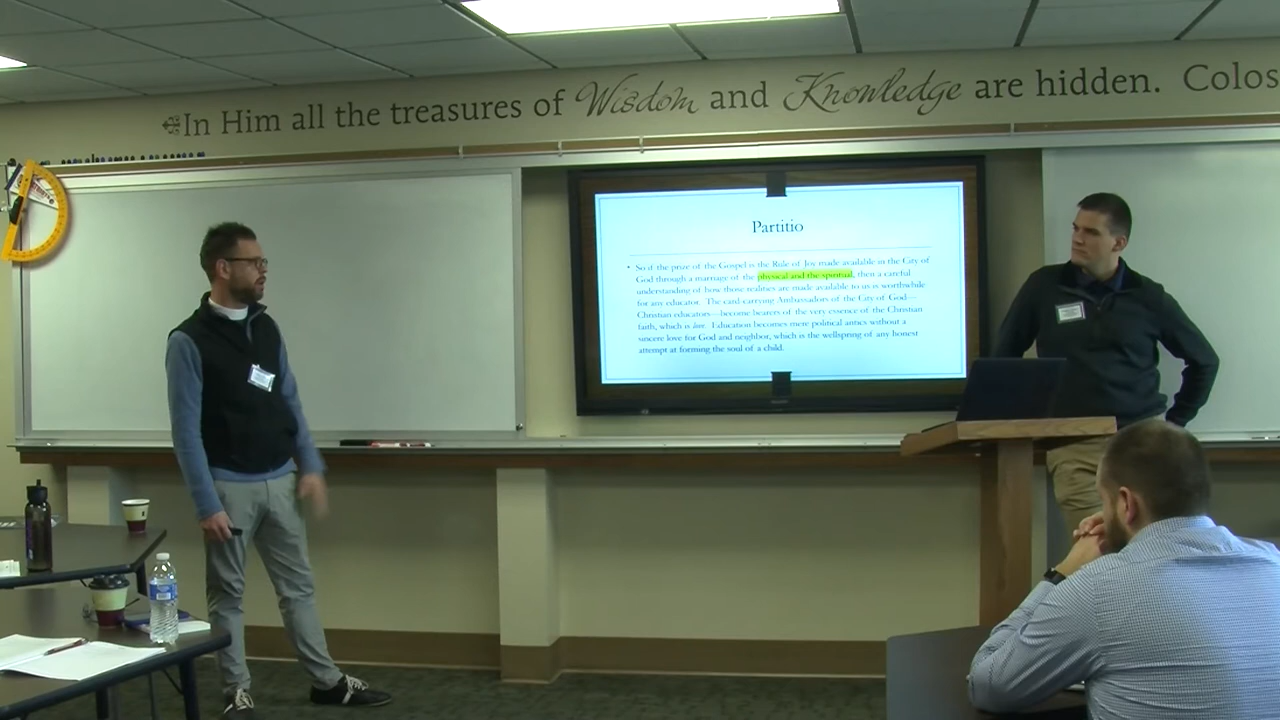 In Him all the treasures of Wisdom and Knowledge are hidden. Colos
Partitio
• So if the prize of the Gospel is the Rule of Joy made available in the City of
God through a marriage of the physical and the spiritual, then a careful
understanding of how those realities are made available to us is worthwhile
for any educator. The card-carrying Ambassadors of the City of God—
Christian educators—become bearers of the very essence of the Christian
faith, which is love. Education becomes mere political antics without a
sincere love for God and neighbor, which is the wellspring of any honest
attempt at forming the soul of a child.